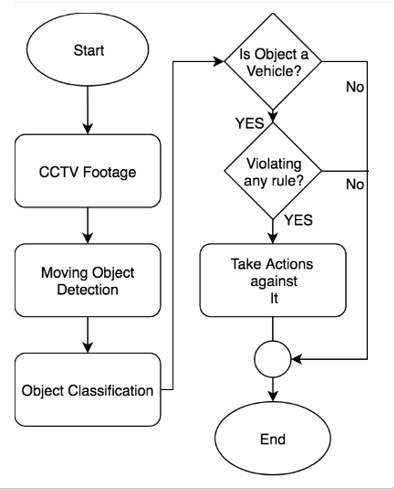 Start
CCTV Footage
Moving Object
Detection
Object Classification
Is Object a
Vehicle?
No
YES
Violating
any rule?
No
YES
Take Actions
against
It
End